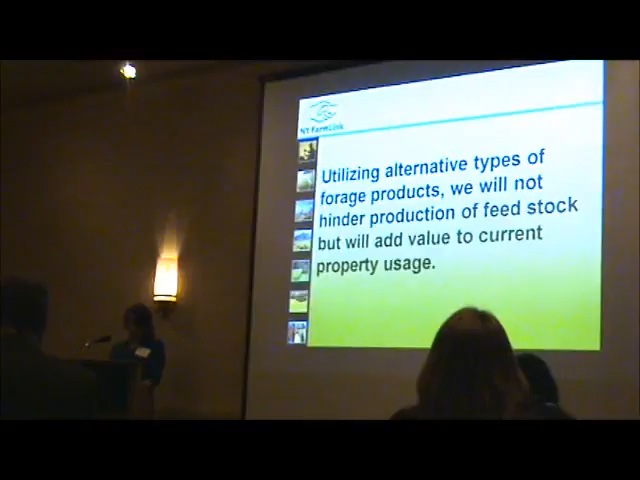 NY FarmLink
Utilizing alternative types of
forage products, we will not
hinder production of feed stock
but will add value to current
property usage.